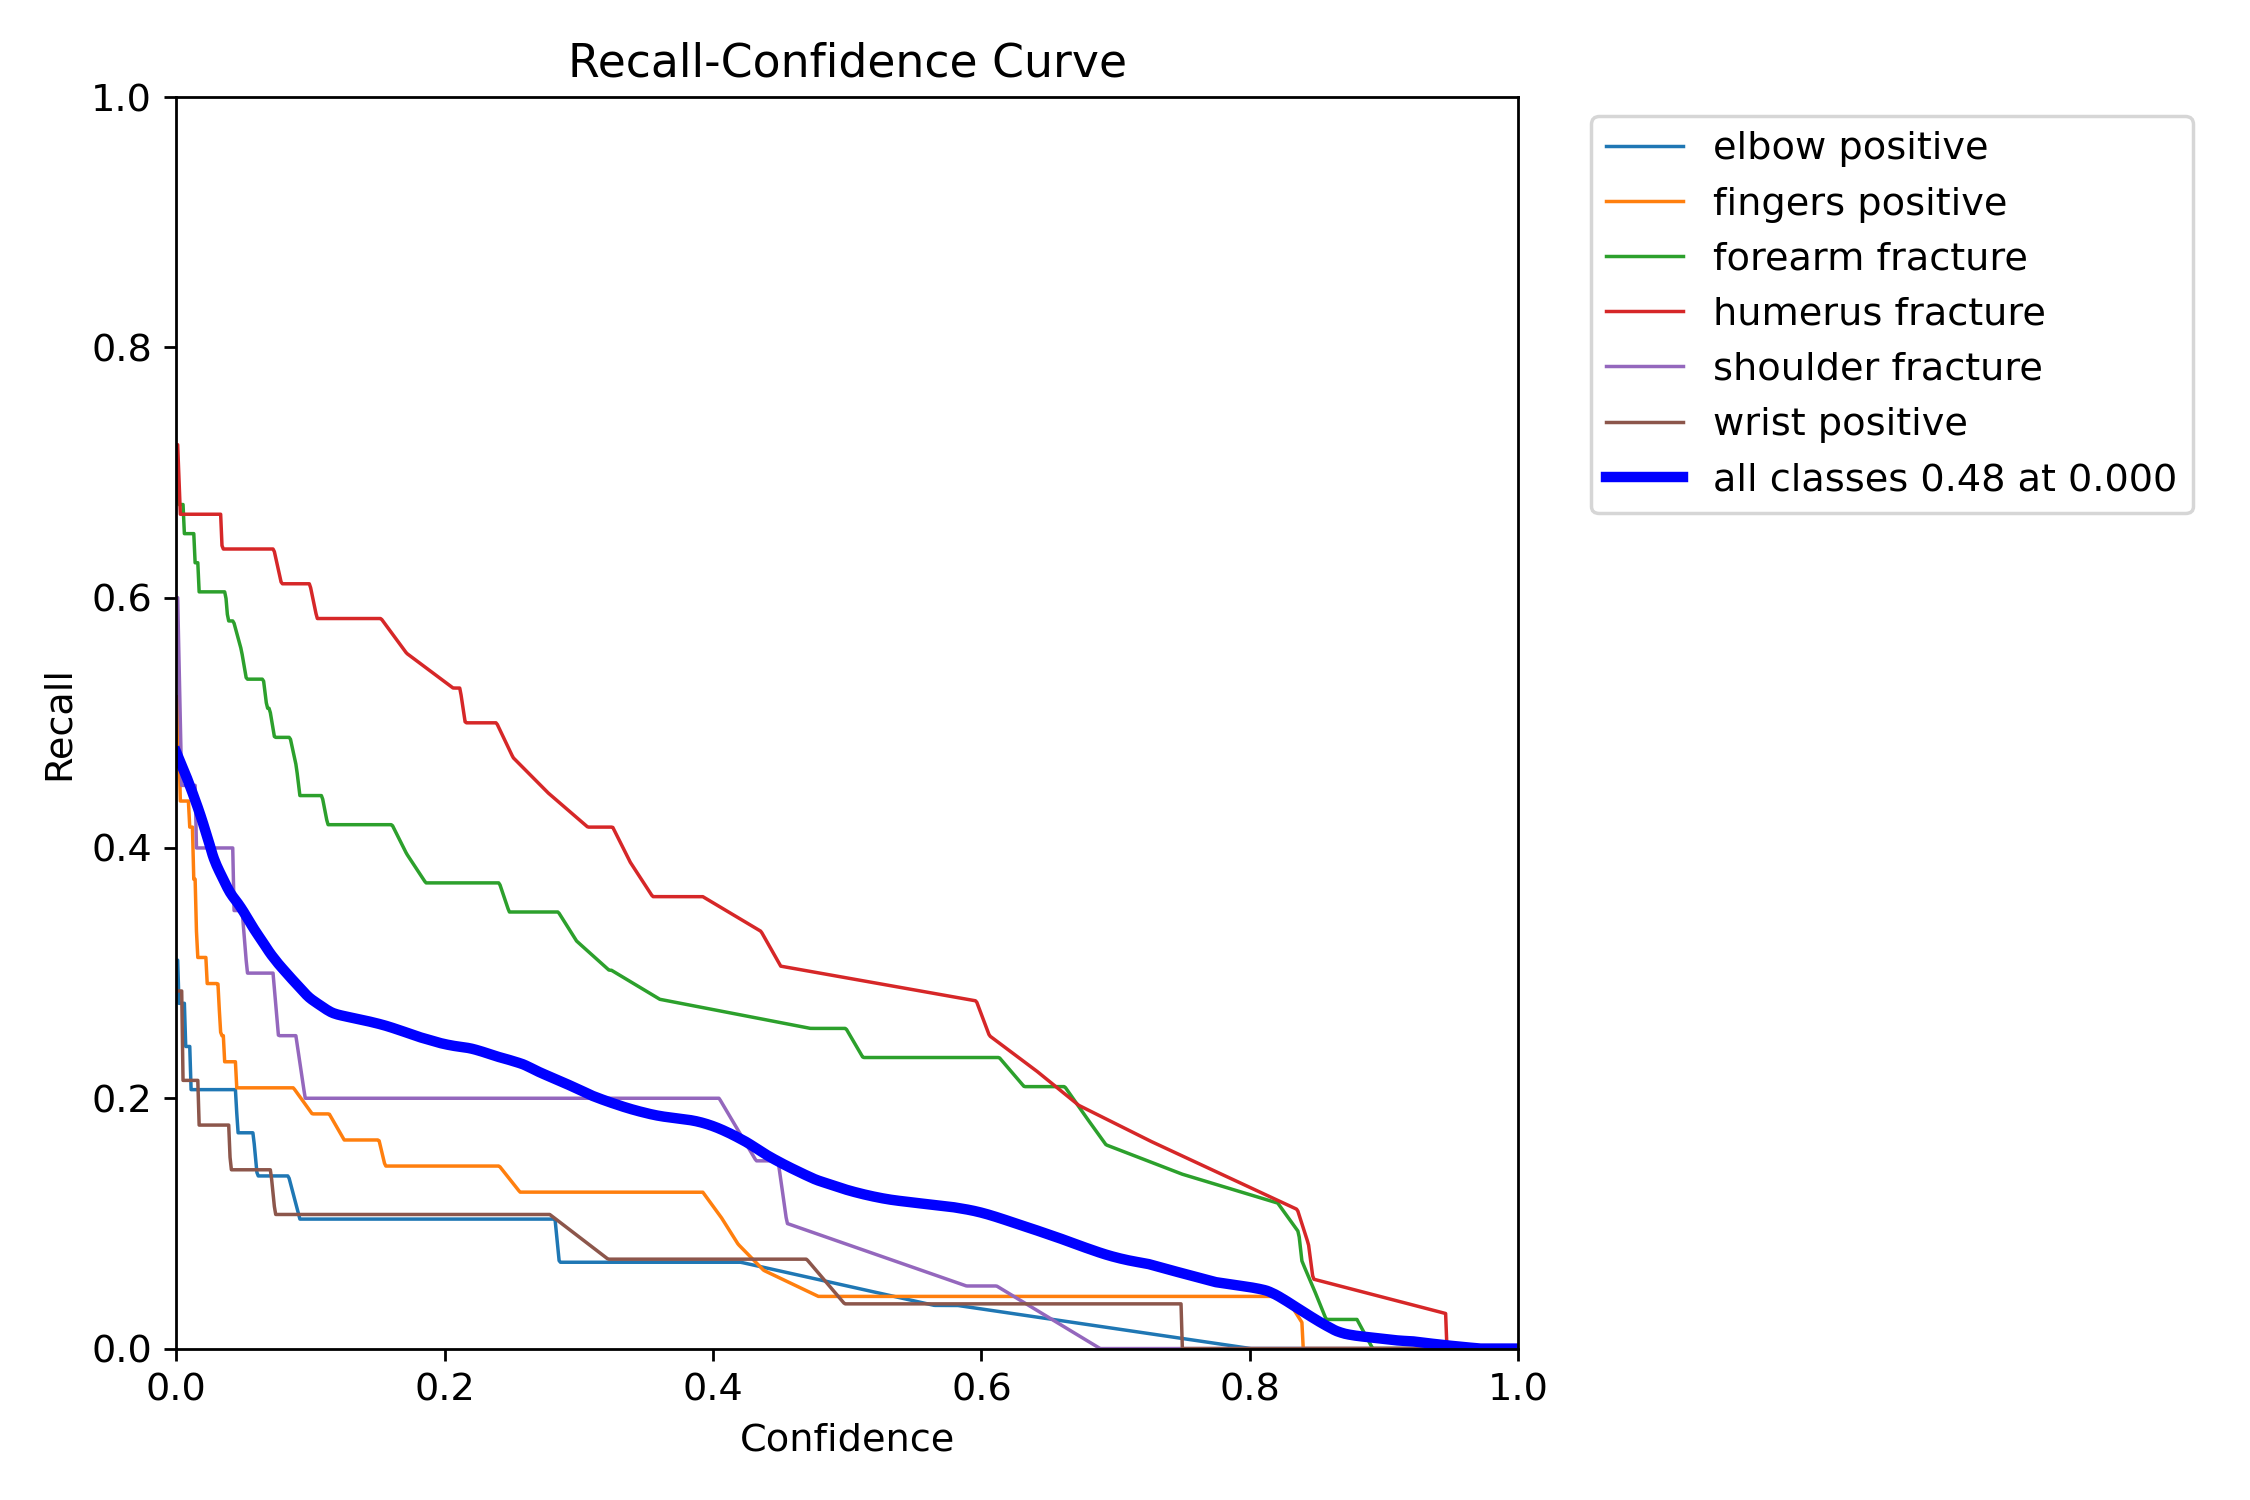 Recall-Confidence Curve
1.0
0.8
0.6
0.4
0.2
0.0
Recall
0.0 0.2 0.4 0.6 0.8 1.0
Confidence
elbow positive
fingers positive
forearm fracture
humerus fracture
shoulder fracture
wrist positive
all classes 0.48 at 0.000